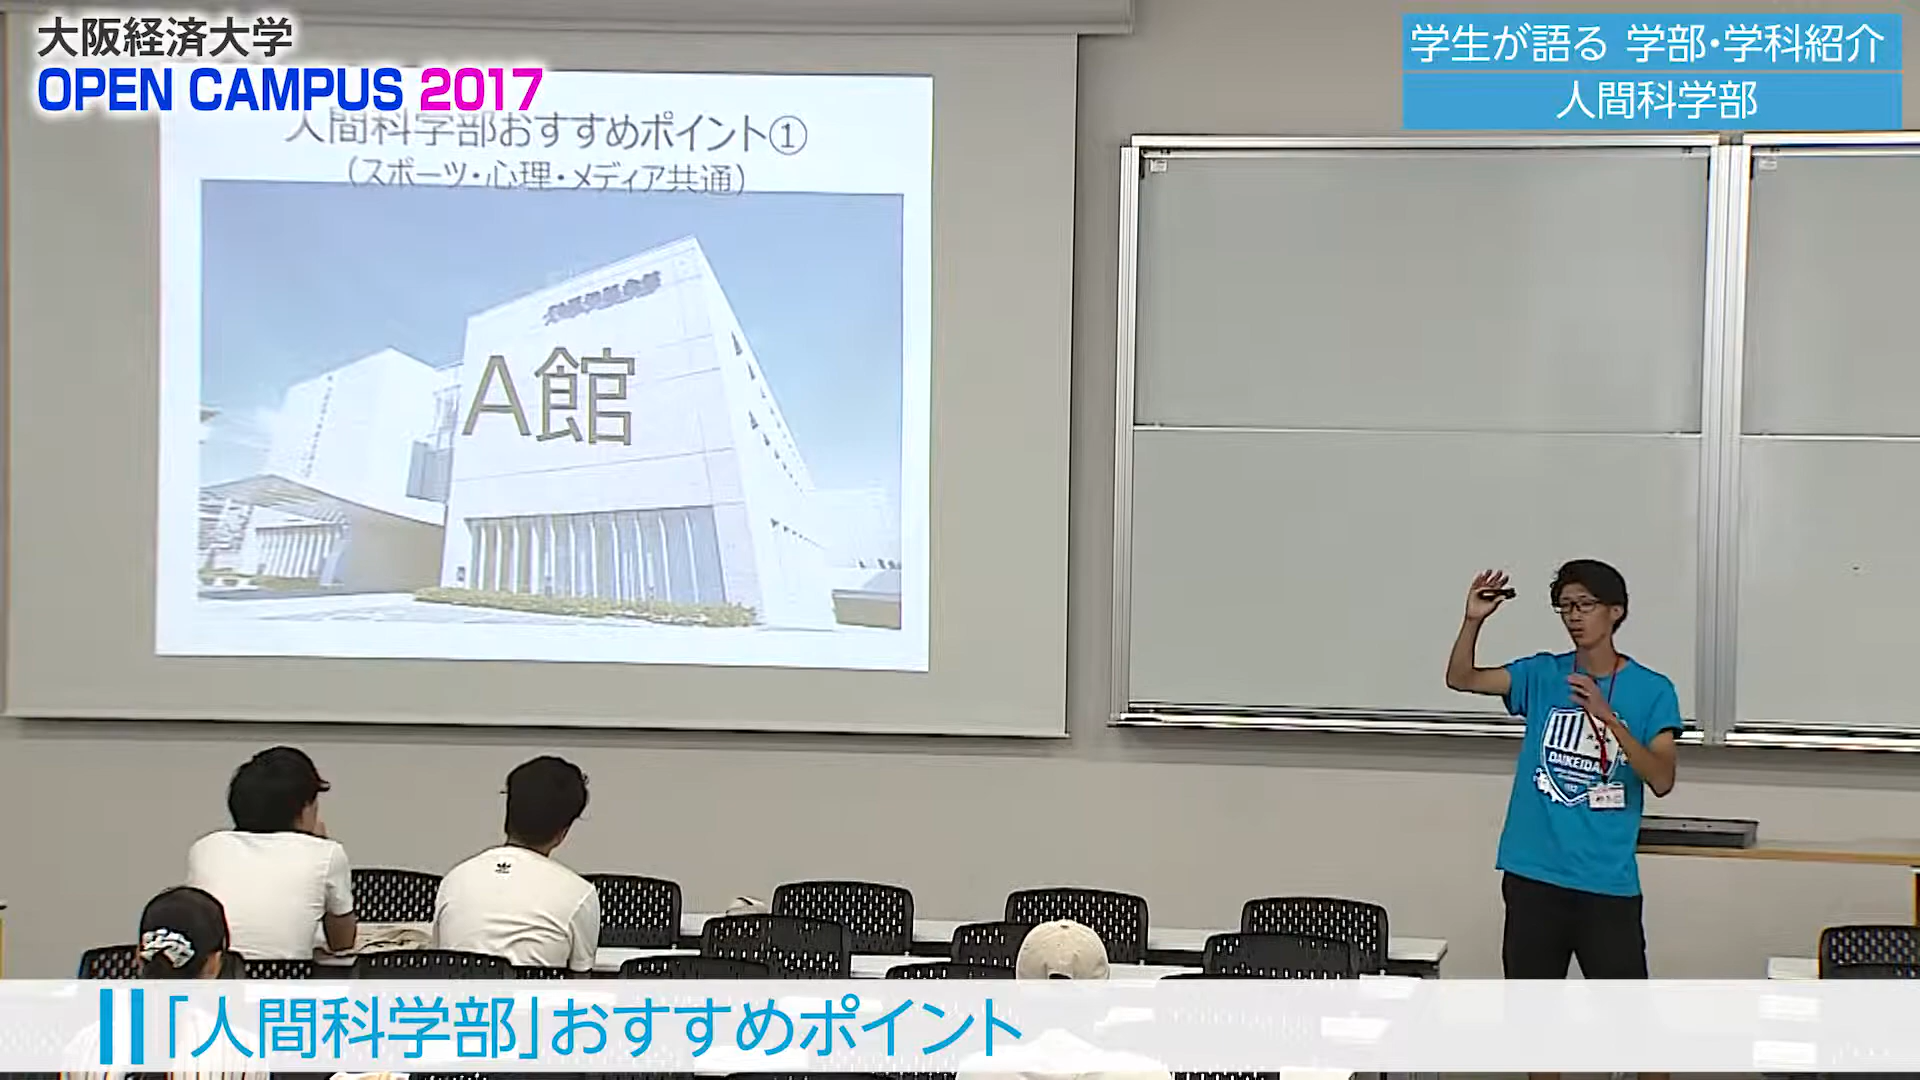 大阪経済大学
OPEN CAMPUS 2017
学生が語る 学部・学科紹介
人間科学部
人間科学部おすすめポイント①
(スポーツ・心理・メディア共通)
A館
「人間科学部」おすすめポイント